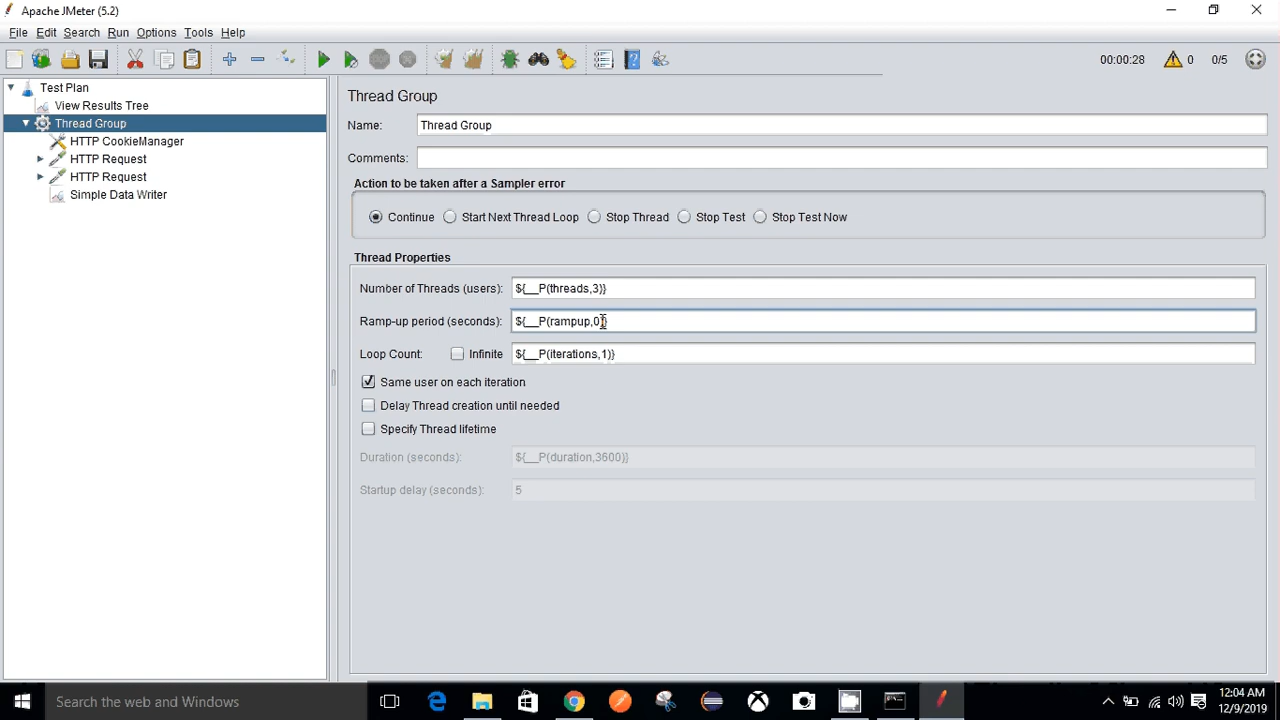 Apache JMeter (5.2)
File Edit Search Run Options Tools Help
00:00:28 0 0/5
Test Plan
View Results Tree
Thread Group
HTTP CookieManager
HTTP Request
HTTP Request
Simple Data Writer
Thread Group
Name: Thread Group
Comments:
Action to be taken after a Sampler error
Continue Start Next Thread Loop Stop Thread Stop Test Stop Test Now
Thread Properties
Number of Threads (users): ${__P(threads,3)}
Ramp-up period (seconds): ${__P(rampup,0)}
Loop Count: Infinite ${__P(iterations,1)}
Same user on each iteration
Delay Thread creation until needed
Specify Thread lifetime
Duration (seconds): ${__P(duration,3600)}
Startup delay (seconds): 5
Search the web and Windows
12:04 AM
12/9/2019